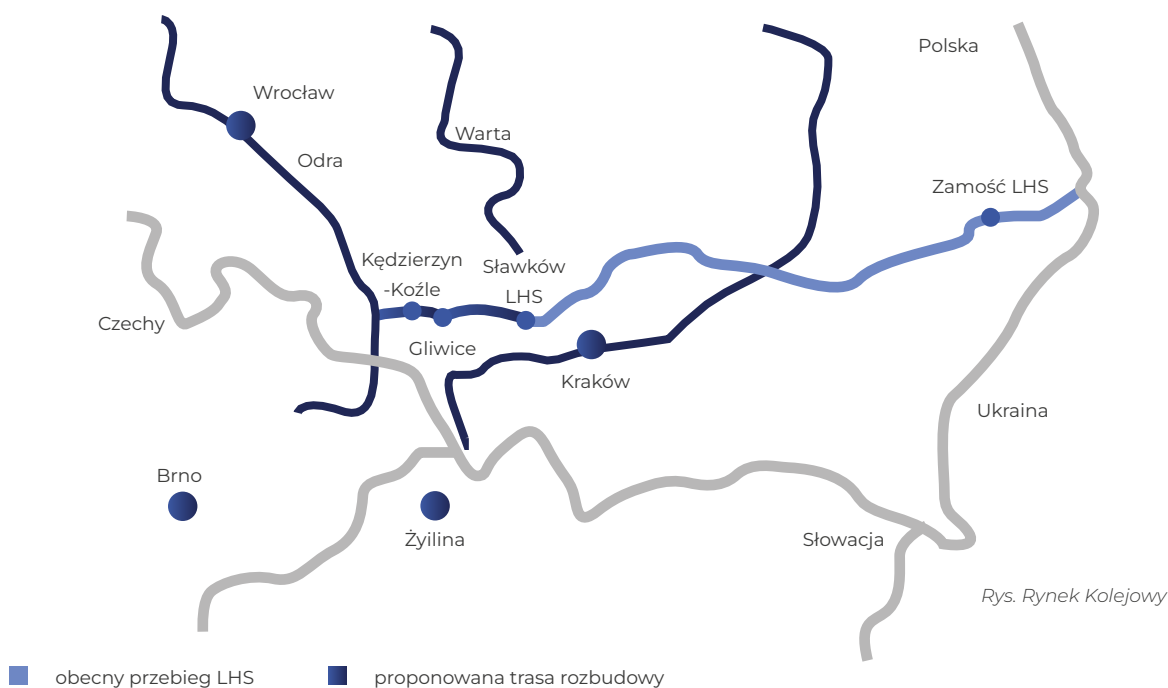 Polska
Wrocław
Warta
Odra
Zamość LHS
Kędzierzyn
-Koźle
Sławków
LHS
Czechy
Gliwice
Kraków
Ukraina
Brno
Żyilina
Słowacja
Rys. Rynek Kolejowy
obecny przebieg LHS
proponowana trasa rozbudowy